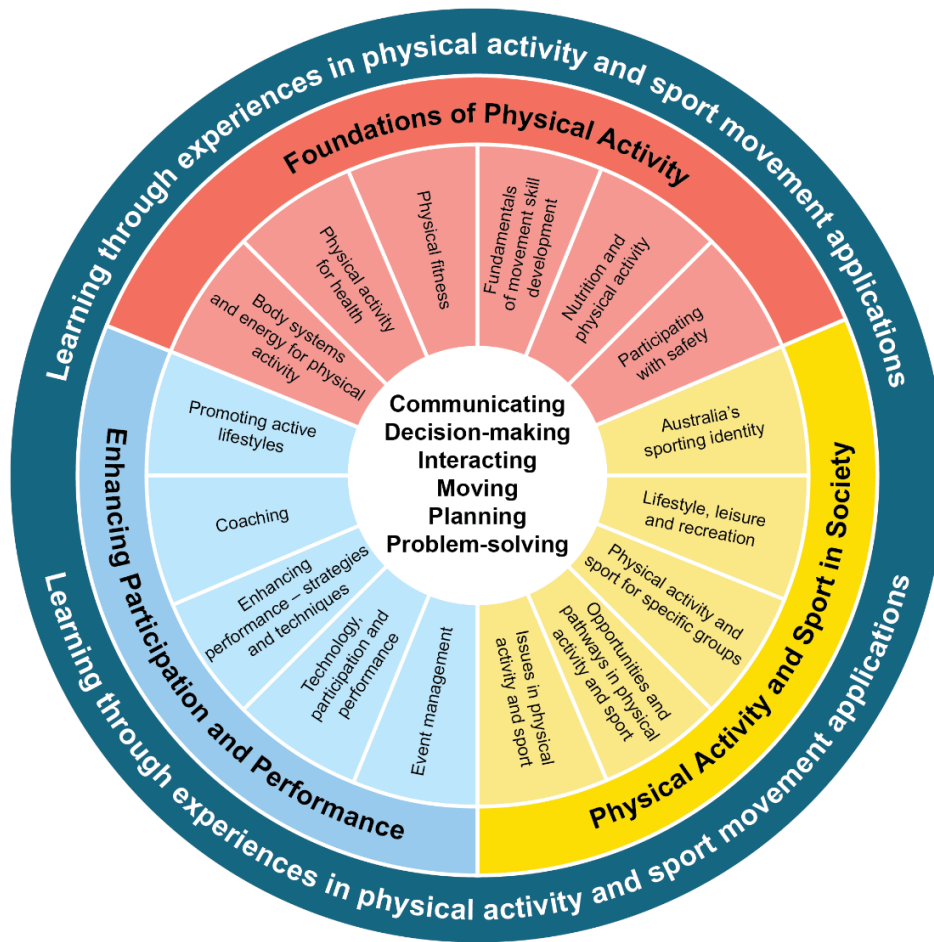 Learning through experiences in physical activity and sport movement applications
Foundations of Physical Activity
Body systems
and energy for physical
activity
Physical activity
for health
Physical fitness
Fundamentals
of movement skill
development
Nutrition and
physical activity
Participating
with safety
Physical Activity and Sport in Society
Australia’s
sporting identity
Lifestyle, leisure
and recreation
Physical activity and
sport for specific groups
Opportunities and
pathways in physical
activity and sport
Issues in physical
activity and sport
Enhancing Participation and Performance
Promoting active
lifestyles
Coaching
Enhancing
performance – strategies
and techniques
Technology,
participation and
performance
Event management
Communicating
Decision-making
Interacting
Moving
Planning
Problem-solving
Learning through experiences in physical activity and sport movement applications